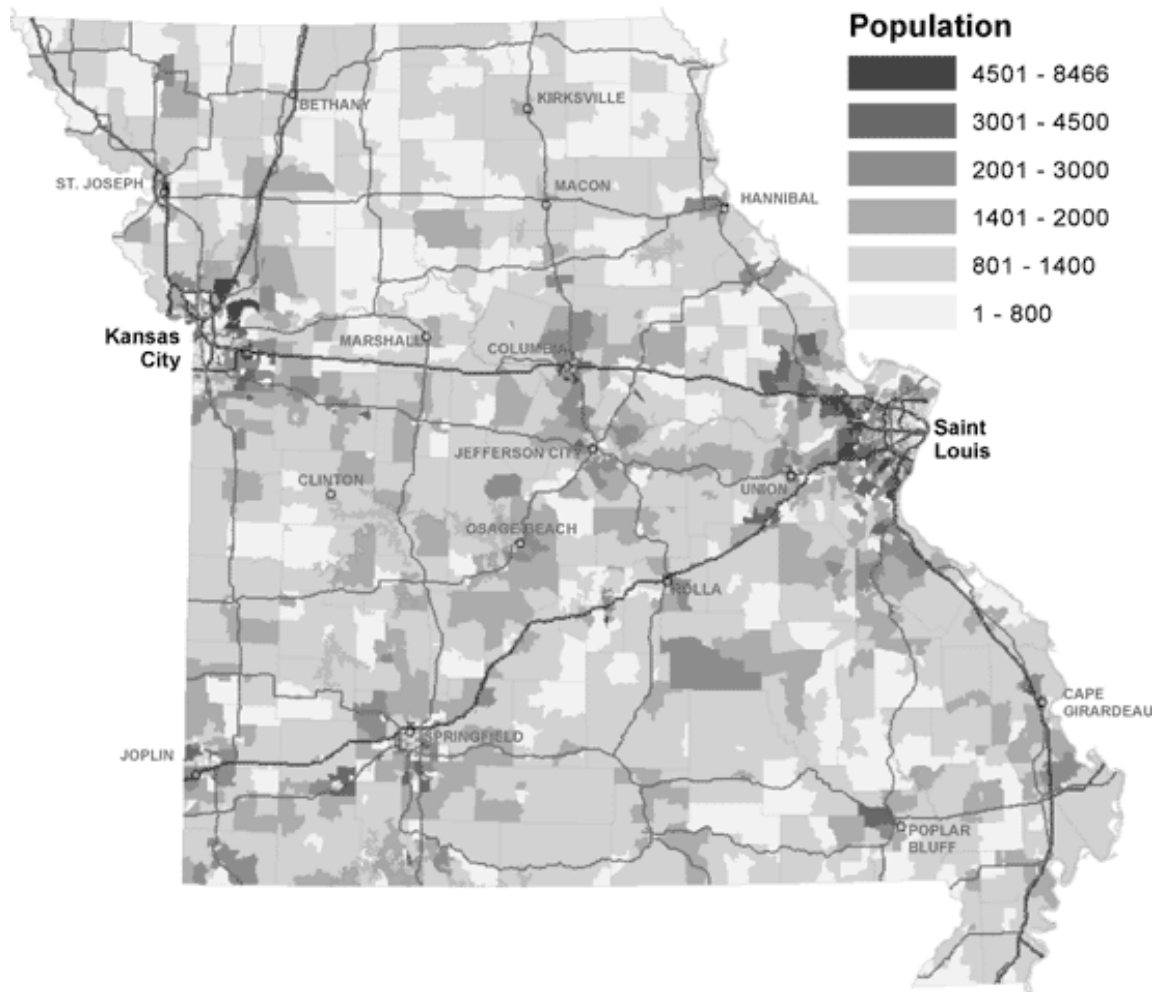 Population
4501 - 8466
3001 - 4500
2001 - 3000
1401 - 2000
801 - 1400
1 - 800
BETHANY
KIRKSVILLE
ST. JOSEPH
MACON
HANNIBAL
Kansas
City
MARSHALL
COLUMBIA
Saint
Louis
JEFFERSON CITY
CLINTON
UNION
OSAGE BEACH
ROLLA
CAPE
GIRARDEAU
SPRINGFIELD
JOPLIN
POPLAR
BLUFF